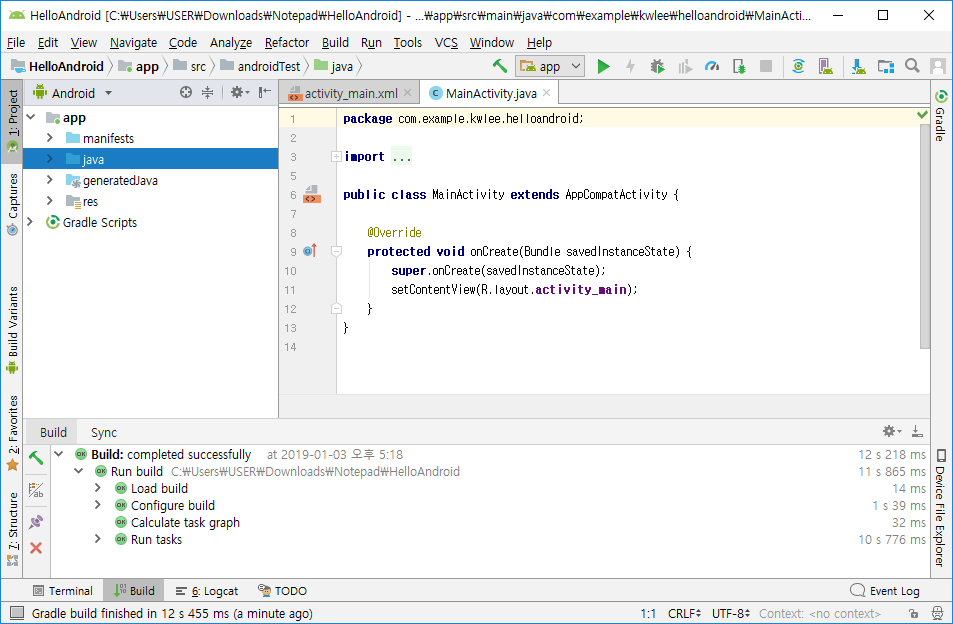 HelloAndroid [C:₩Users₩USER₩Downloads₩Notepad₩HelloAndroid] - ...₩app₩src₩main₩java₩com₩example₩kwlee₩helloandroid₩MainActi...
File Edit View Navigate Code Analyze Refactor Build Run Tools VCS Window Help
HelloAndroid app src androidTest java app
1: Project
Captures
Build Variants
2: Favorites
7: Structure
Android
app
manifests
java
generatedJava
res
Gradle Scripts
activity_main.xml MainActivity.java
1 package com.example.kwlee.helloandroid;
2
3 import ...
5
6 public class MainActivity extends AppCompatActivity {
7
8 @Override
9 protected void onCreate(Bundle savedInstanceState) {
10 super.onCreate(savedInstanceState);
11 setContentView(R.layout.activity_main);
12 }
13 }
14
Gradle
Device File Explorer
Build Sync
Build: completed successfully at 2019-01-03 오후 5:18 12 s 218 ms
Run build C:₩Users₩USER₩Downloads₩Notepad₩HelloAndroid 11 s 865 ms
Load build 14 ms
Configure build 1 s 39 ms
Calculate task graph 32 ms
Run tasks 10 s 776 ms
Terminal Build 6: Logcat TODO Event Log
Gradle build finished in 12 s 455 ms (a minute ago) 1:1 CRLF UTF-8 Context: <no context>